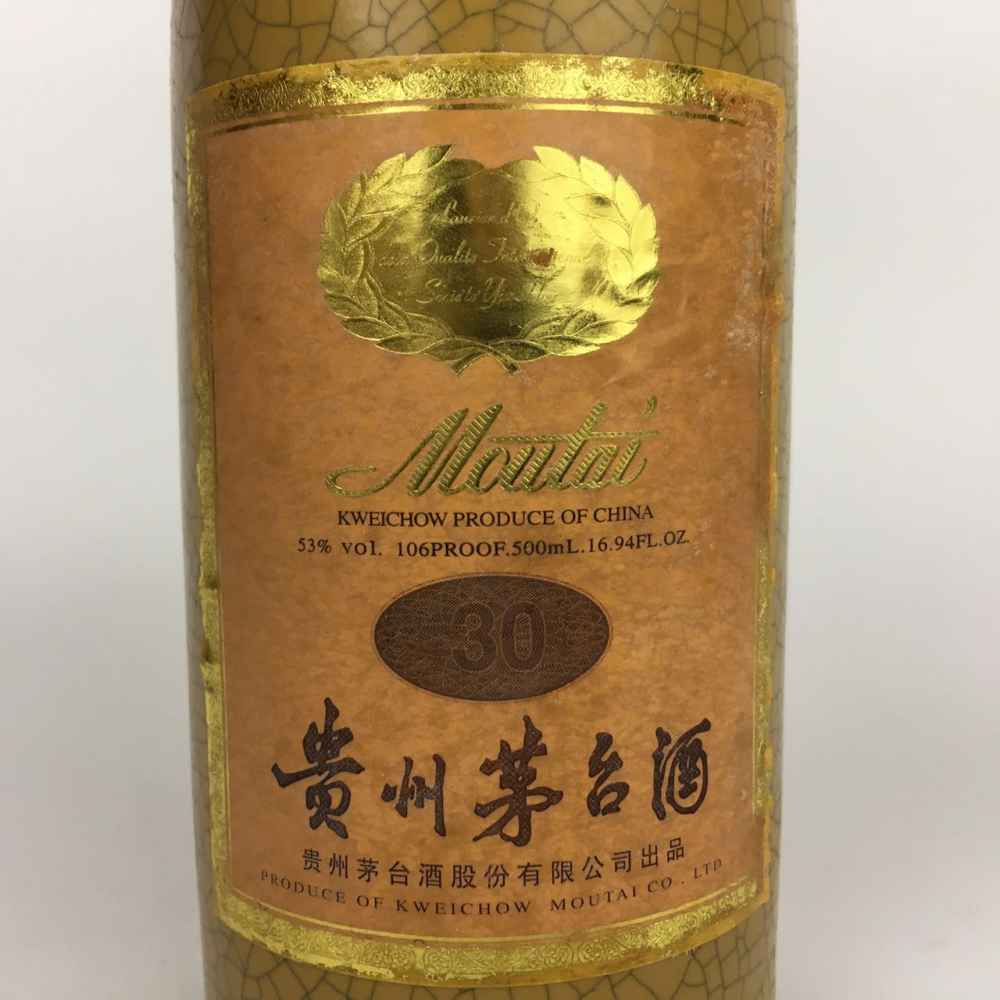 Qualite
Moutai
KWEICHOW PRODUCE OF CHINA
53% vol. 106PROOF.500mL.16.94FL.OZ.
30
贵州茅台酒
贵州茅台酒股份有限公司出品
PRODUCE OF KWEICHOW MOUTAI CO., LTD